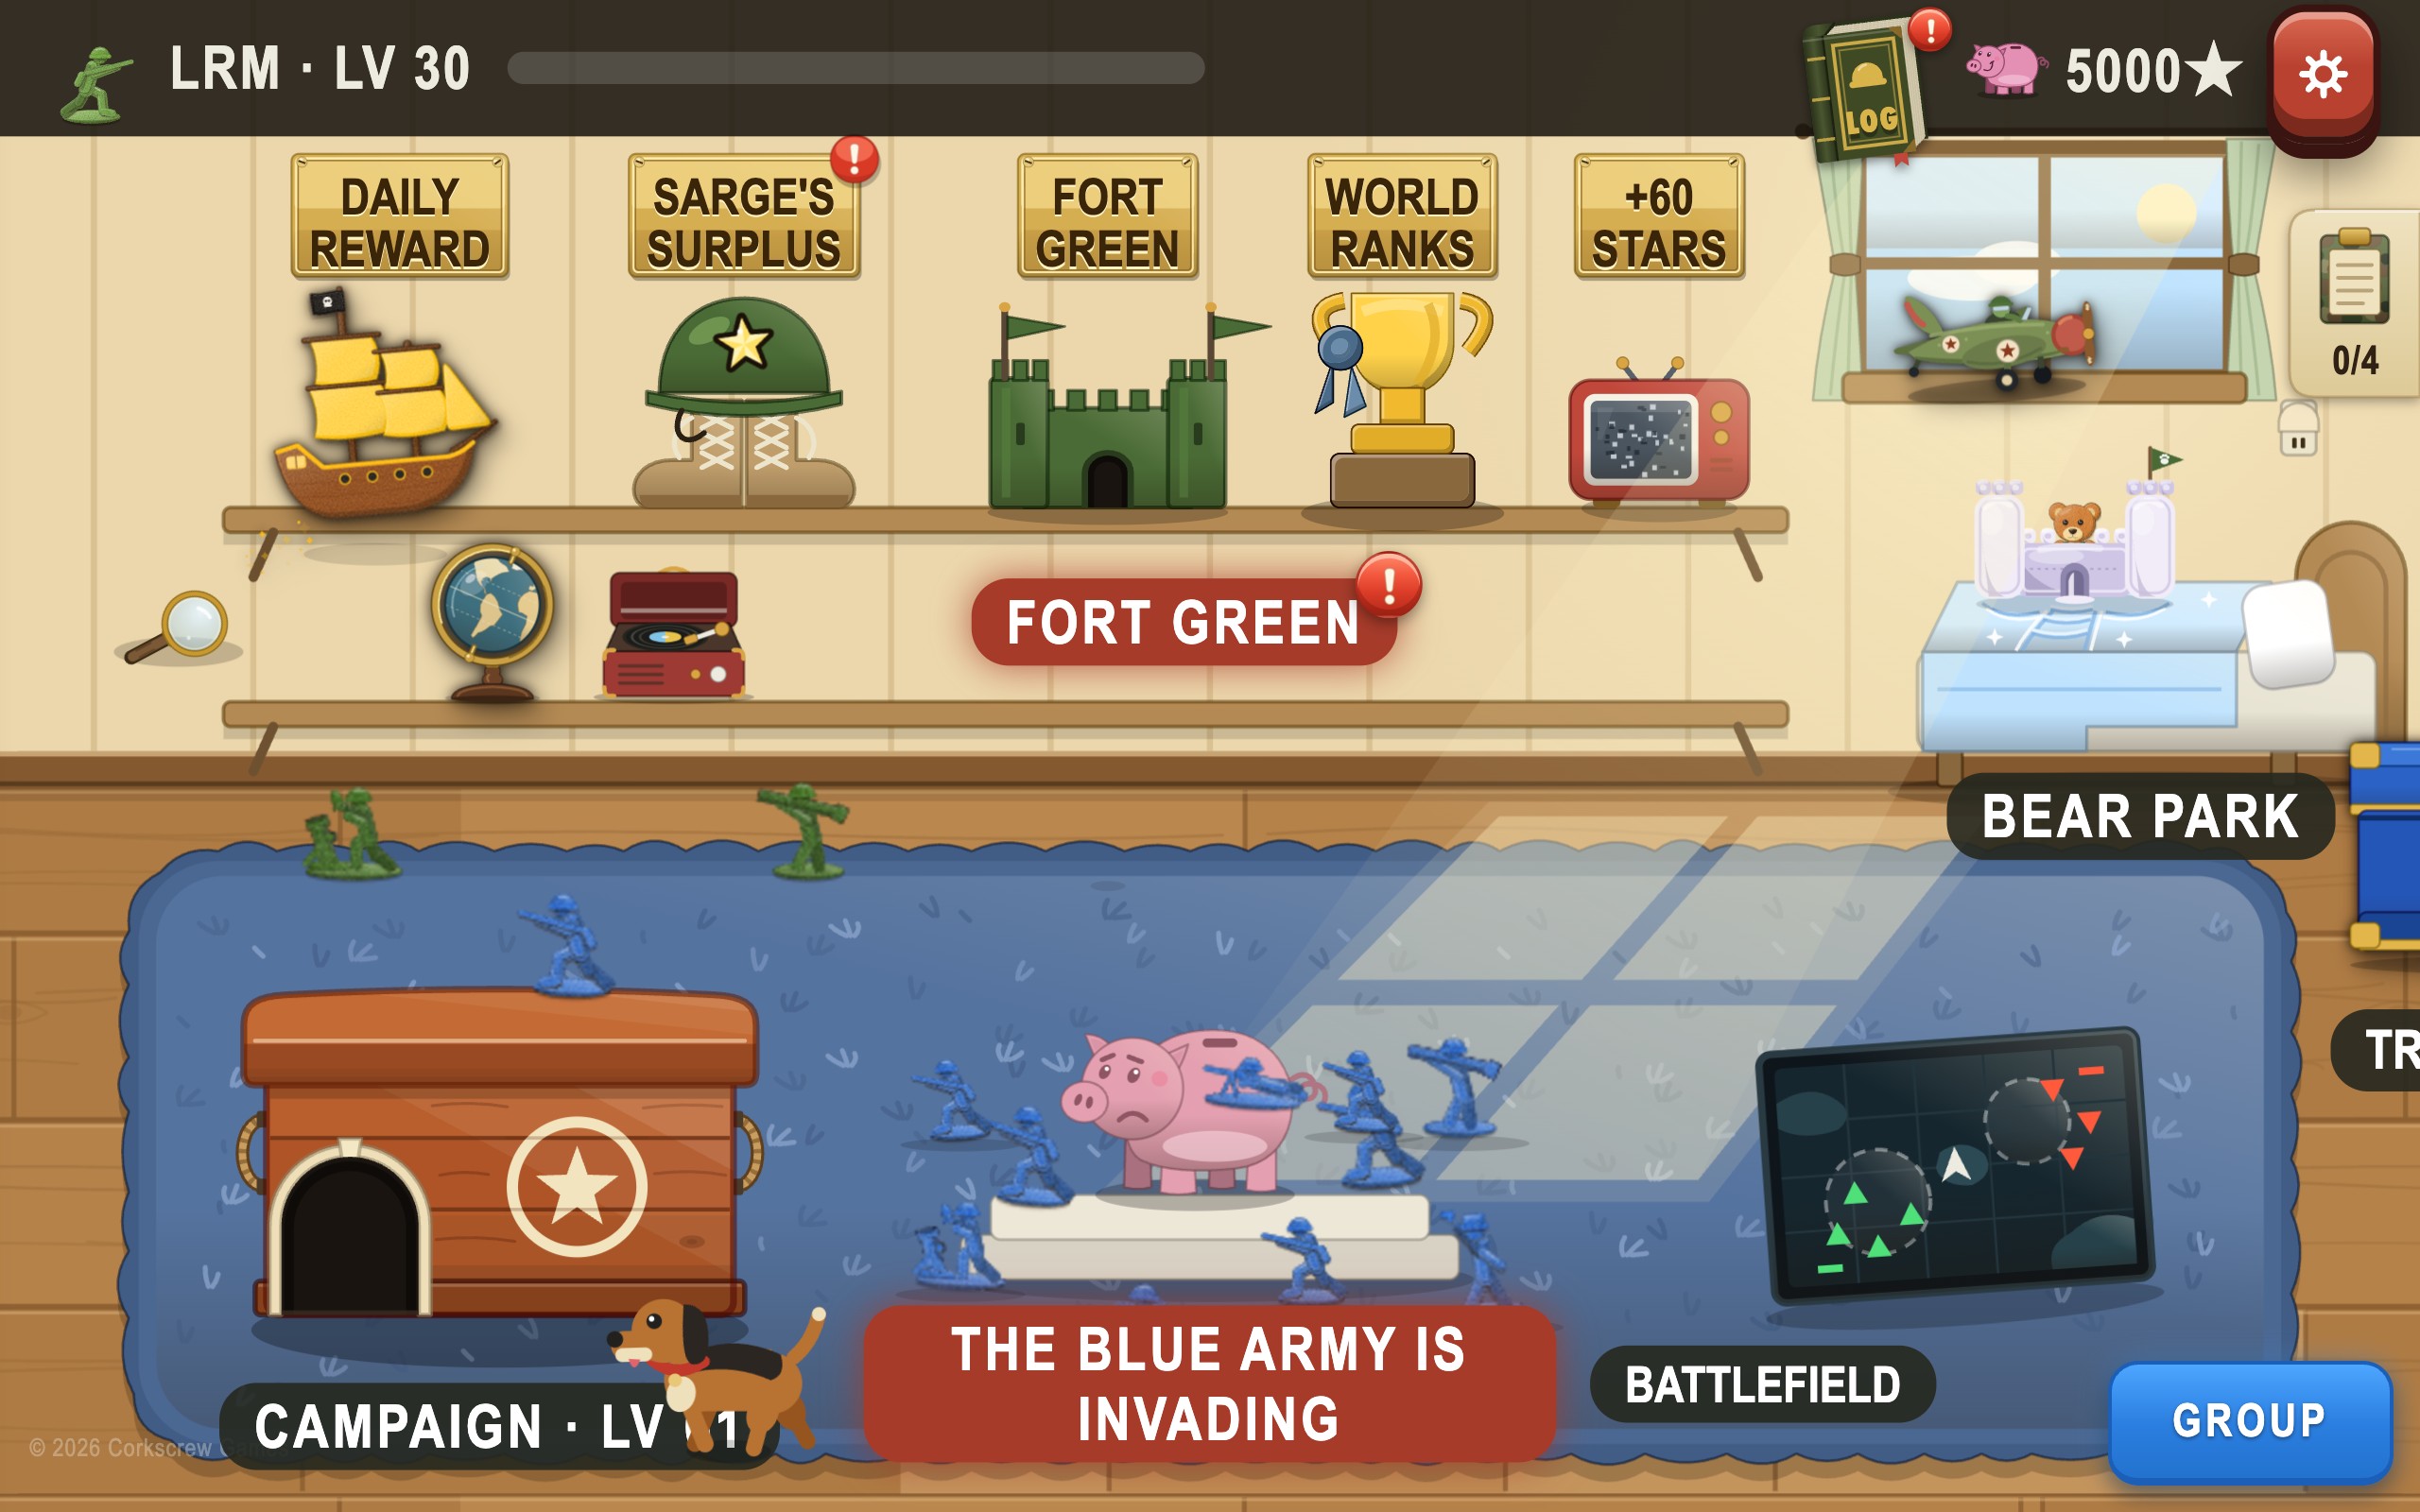 LRM · LV 30
LOG
5000
DAILY
REWARD
SARGE'S
SURPLUS
FORT
GREEN
WORLD
RANKS
+60
STARS
0/4
FORT GREEN
BEAR PARK
TR
THE BLUE ARMY IS
INVADING
BATTLEFIELD
CAMPAIGN · LV
GROUP
© 2026 Corkscrew